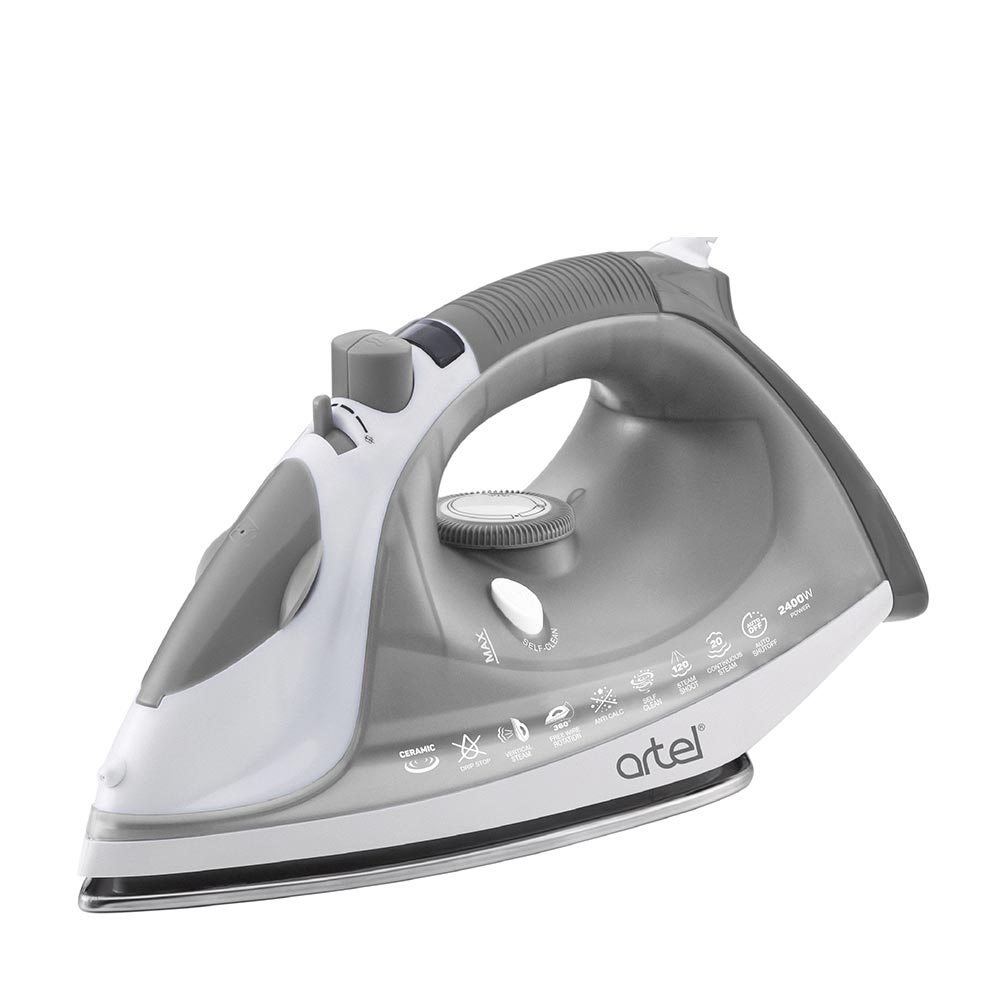 MAX
SELF-CLEAN
CERAMIC
DRIP STOP
VERTICAL
STEAM
360°
FREE WIRE
ROTATION
ANTI CALC
SELF
CLEAN
120
STEAM
SHOOT
20
CONTINUOUS
STEAM
AUTO
OFF
AUTO
SHUTOFF
2400W
POWER
artel®